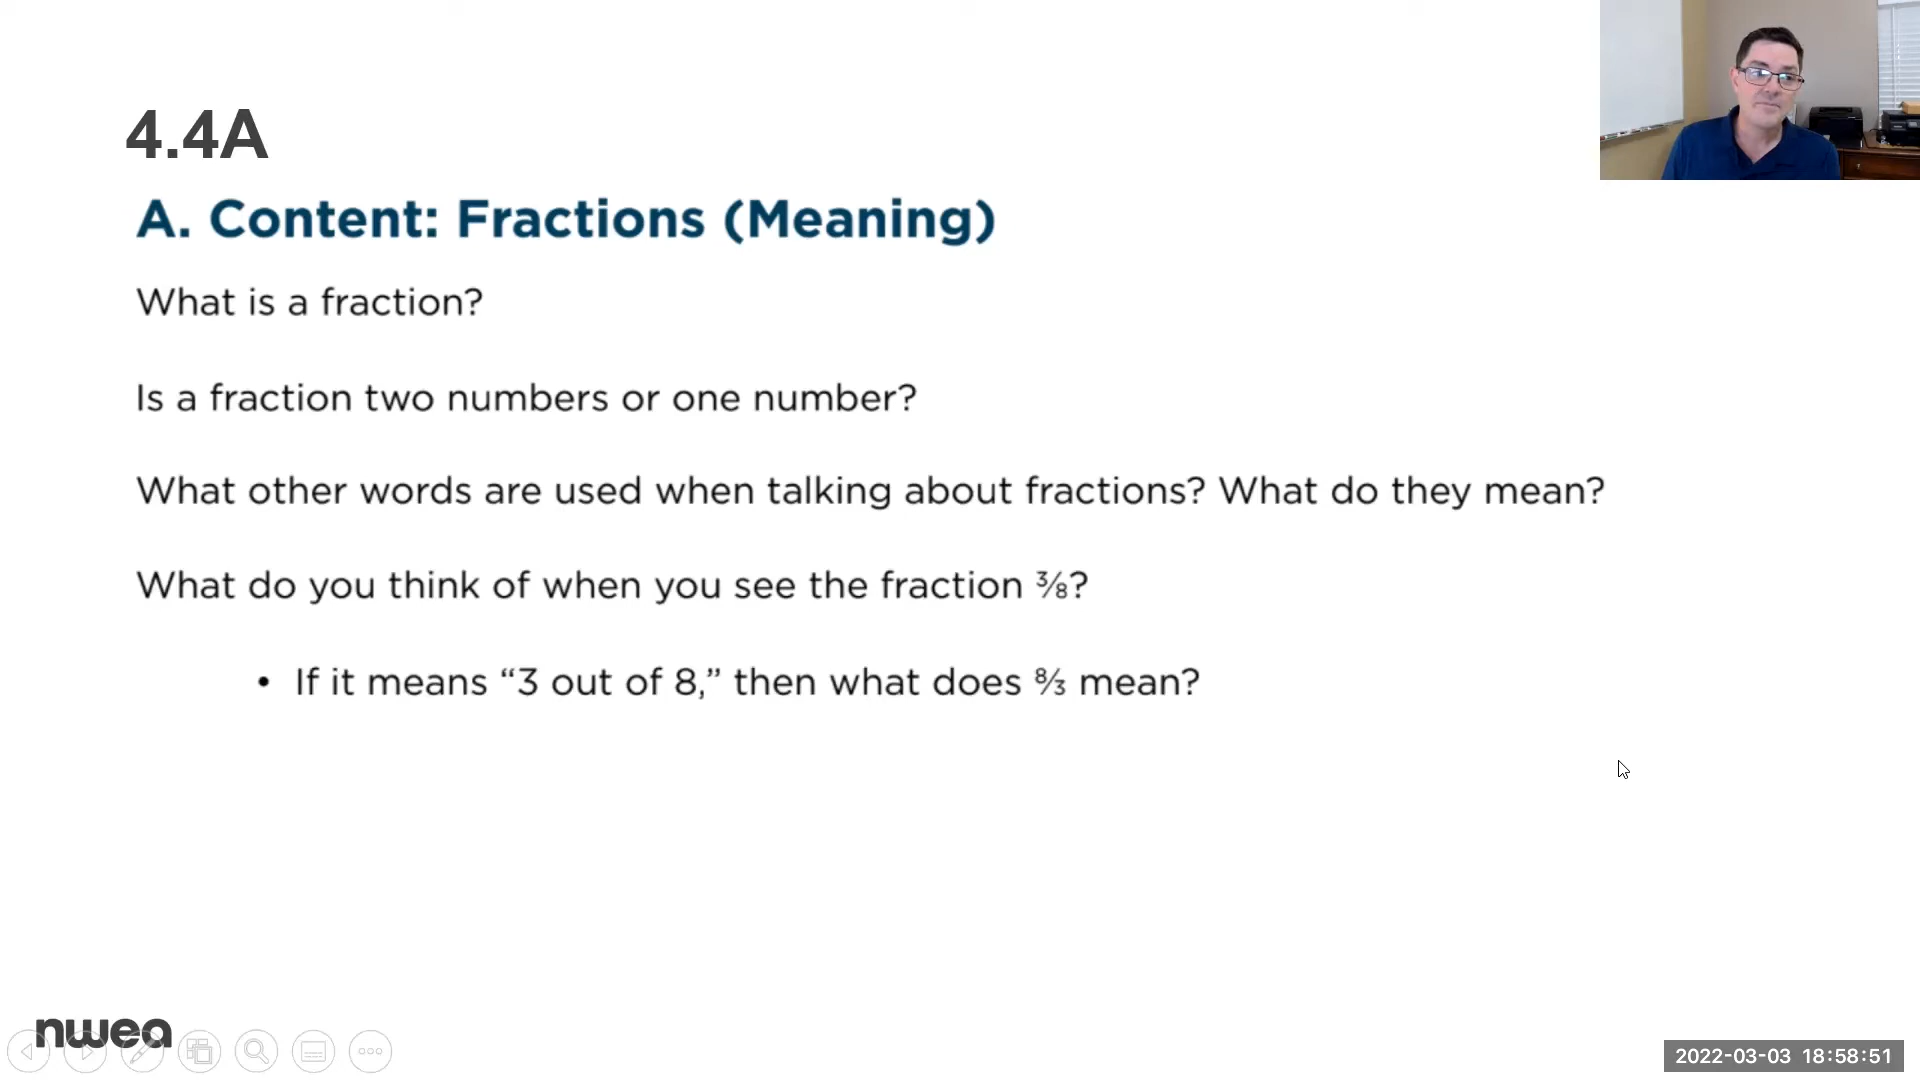 4.4A
A. Content: Fractions (Meaning)
What is a fraction?
Is a fraction two numbers or one number?
What other words are used when talking about fractions? What do they mean?
What do you think of when you see the fraction ⅜?
• If it means “3 out of 8,” then what does ⁸⁄₃ mean?
nwea
2022-03-03 18:58:51